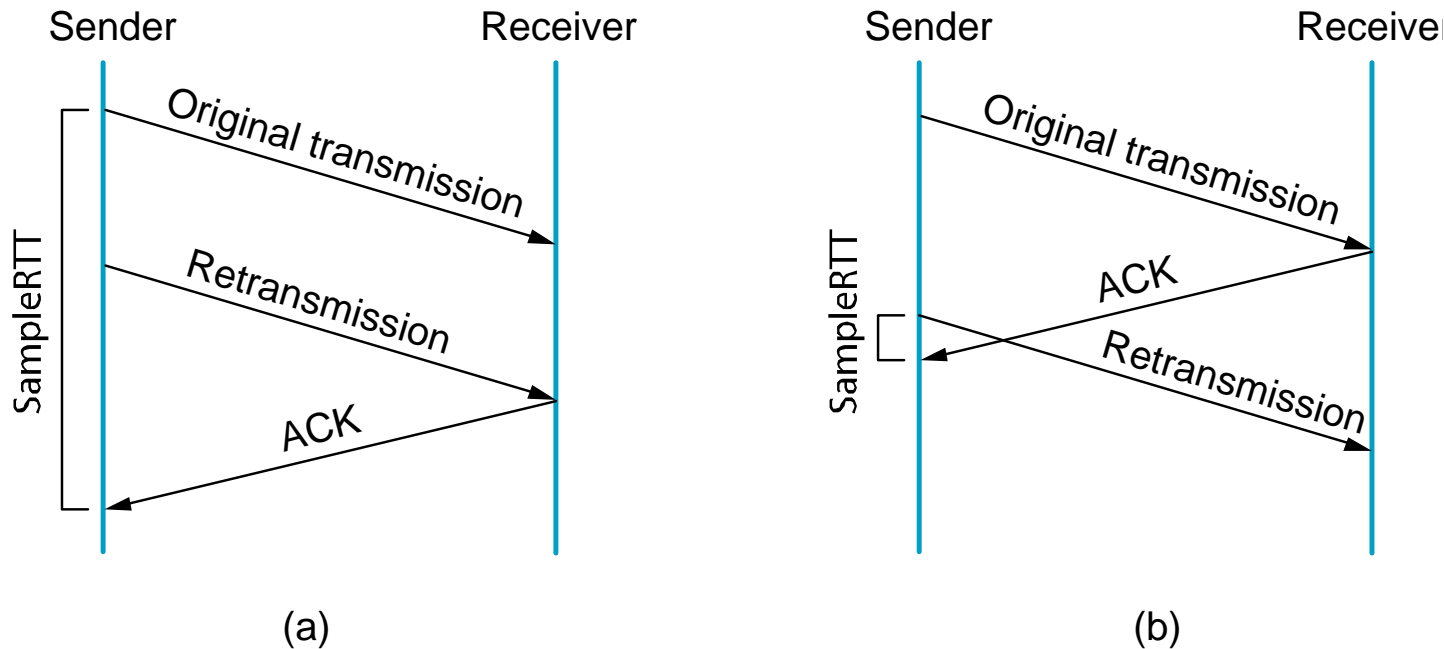 Sender
Receiver
Original transmission
SampleRTT
Retransmission
ACK
(a)
Sender
Receiver
Original transmission
SampleRTT
ACK
Retransmission
(b)